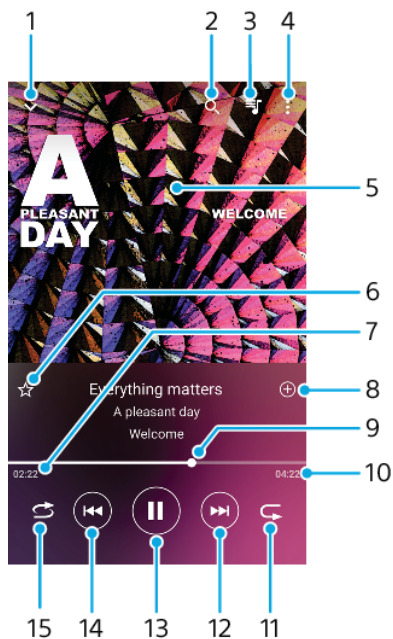 1 2 3 4
A
PLEASANT
DAY
WELCOME
5
6
7
Everything matters
8
A pleasant day
Welcome
9
02:22
04:22
10
15 14 13 12 11